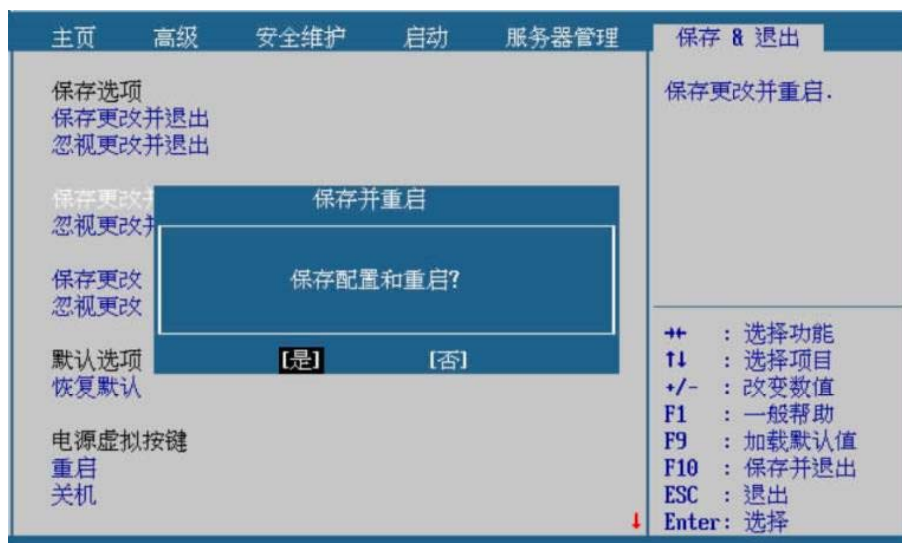 主页 高级 安全维护 启动 服务器管理 保存 & 退出
保存选项
保存更改并退出
忽视更改并退出
保存更改并
忽视更改并
保存更改
忽视更改
默认选项
恢复默认
电源虚拟按键
重启
关机
保存并重启
保存配置和重启?
[是] [否]
保存更改并重启.
→← : 选择功能
↑↓ : 选择项目
+/- : 改变数值
F1 : 一般帮助
F9 : 加载默认值
F10 : 保存并退出
ESC : 退出
Enter: 选择